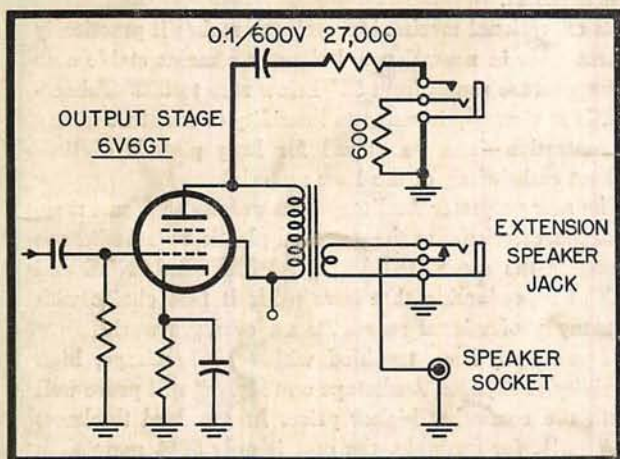 0.1/600V 27,000
OUTPUT STAGE
6V6GT
600
EXTENSION
SPEAKER
JACK
SPEAKER
SOCKET